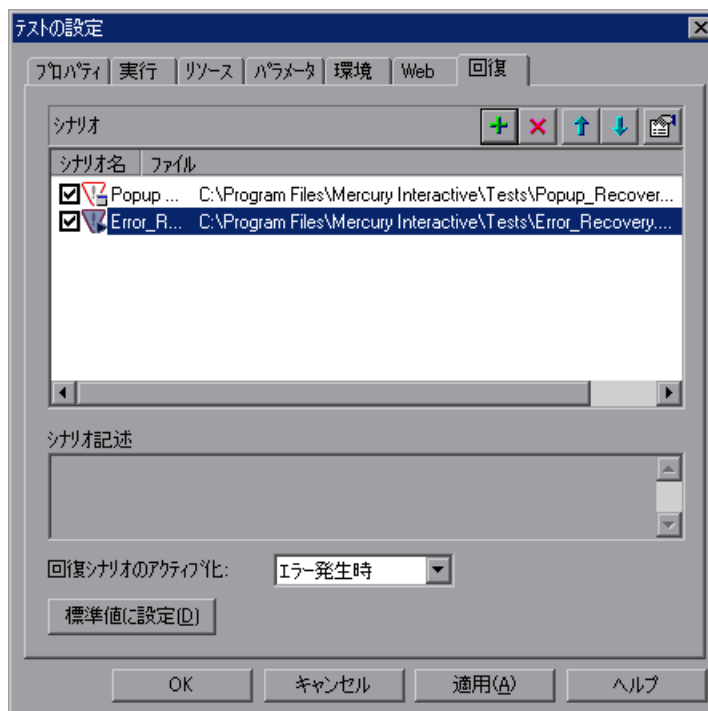 テストの設定
プロパティ 実行 リソース パラメータ 環境 Web 回復
シナリオ
シナリオ名 ファイル
Popup ... C:\Program Files\Mercury Interactive\Tests\Popup_Recover...
Error_R... C:\Program Files\Mercury Interactive\Tests\Error_Recovery....
シナリオ記述
回復シナリオのアクティブ化: エラー発生時
標準値に設定(D)
OK キャンセル 適用(A) ヘルプ